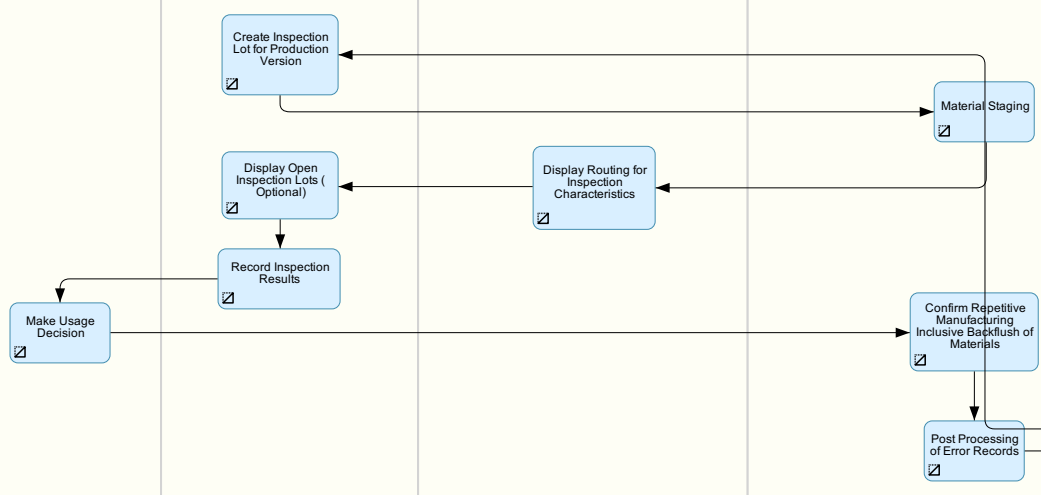 Create Inspection
Lot for Production
Version
Material Staging
Display Open
Inspection Lots (
Optional)
Display Routing for
Inspection
Characteristics
Record Inspection
Results
Make Usage
Decision
Confirm Repetitive
Manufacturing
Inclusive Backflush of
Materials
Post Processing
of Error Records